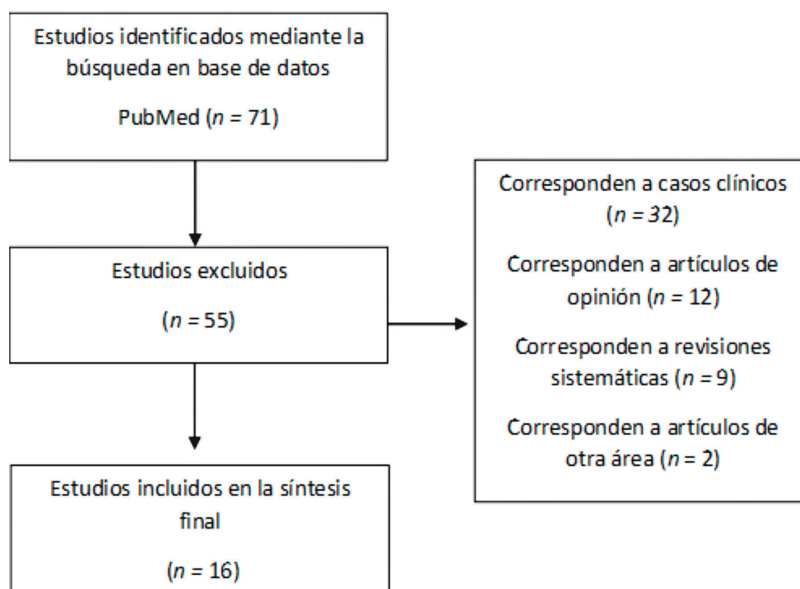 Estudios identificados mediante la
búsqueda en base de datos
PubMed (n = 71)
Estudios excluidos
(n = 55)
Corresponden a casos clínicos
(n = 32)
Corresponden a artículos de
opinión (n = 12)
Corresponden a revisiones
sistemáticas (n = 9)
Corresponden a artículos de
otra área (n = 2)
Estudios incluidos en la síntesis
final
(n = 16)